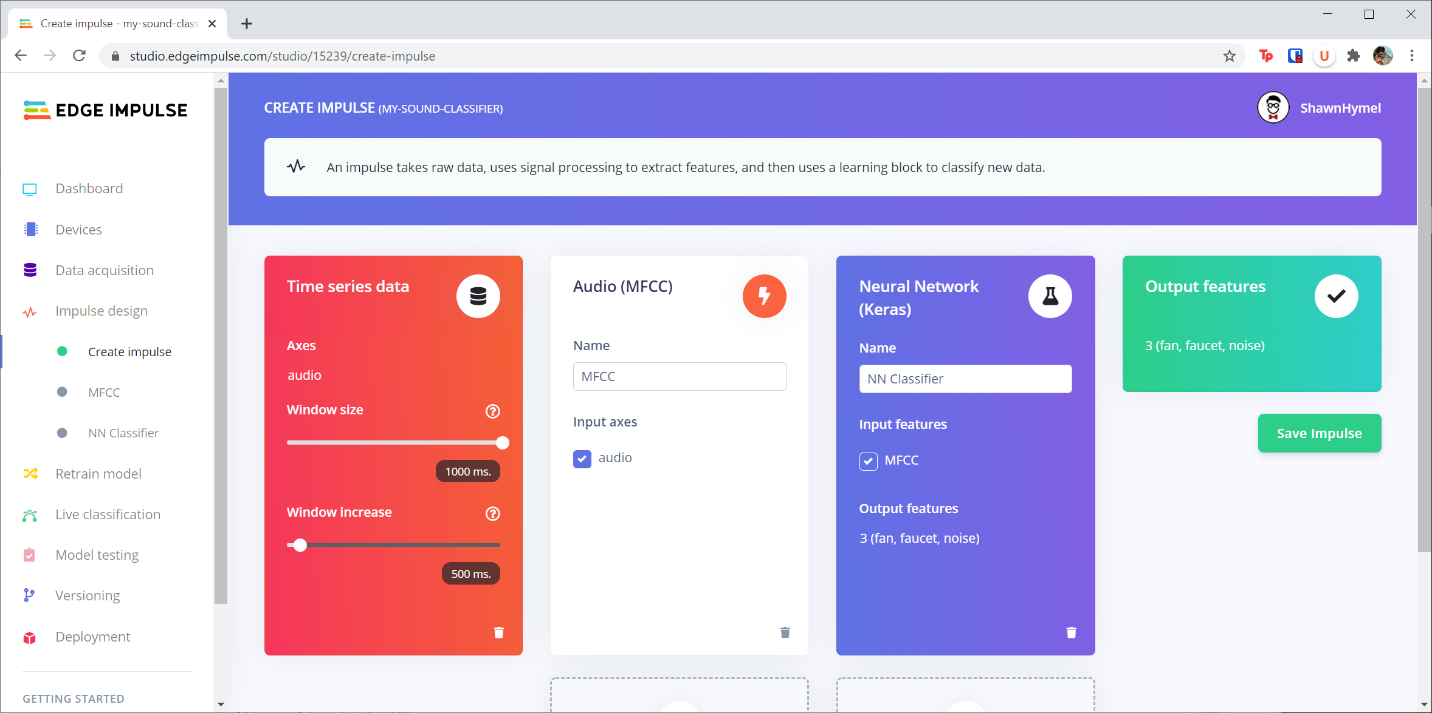 Create impulse - my-sound-class
studio.edgeimpulse.com/studio/15239/create-impulse
Tp
U
EDGE IMPULSE
Dashboard
Devices
Data acquisition
Impulse design
Create impulse
MFCC
NN Classifier
Retrain model
Live classification
Model testing
Versioning
Deployment
GETTING STARTED
CREATE IMPULSE (MY-SOUND-CLASSIFIER)
ShawnHymel
An impulse takes raw data, uses signal processing to extract features, and then uses a learning block to classify new data.
Time series data
Axes
audio
Window size
?
1000 ms.
Window increase
?
500 ms.
Audio (MFCC)
Name
MFCC
Input axes
audio
Neural Network
(Keras)
Name
NN Classifier
Input features
MFCC
Output features
3 (fan, faucet, noise)
Output features
3 (fan, faucet, noise)
Save Impulse